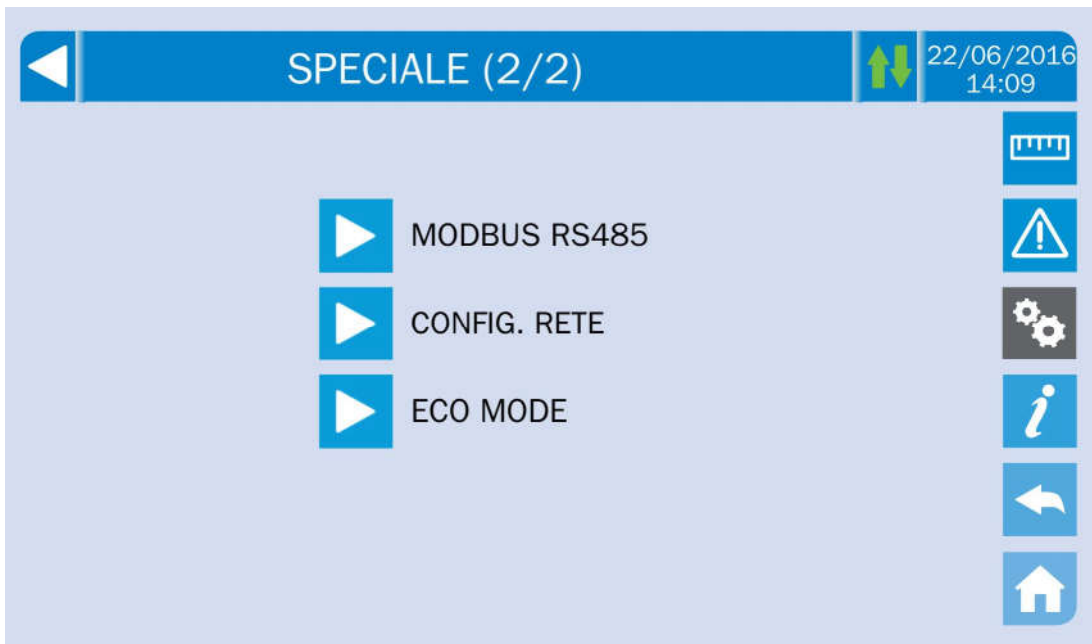 SPECIALE (2/2)
22/06/2016
14:09
MODBUS RS485
CONFIG. RETE
ECO MODE